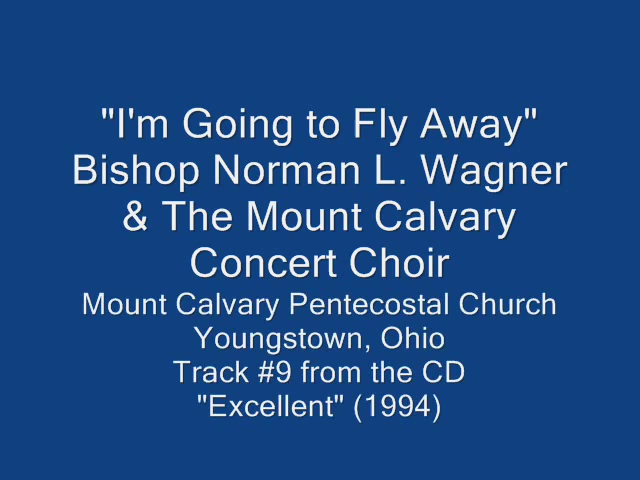 "I'm Going to Fly Away"
Bishop Norman L. Wagner
& The Mount Calvary
Concert Choir
Mount Calvary Pentecostal Church
Youngstown, Ohio
Track #9 from the CD
"Excellent" (1994)